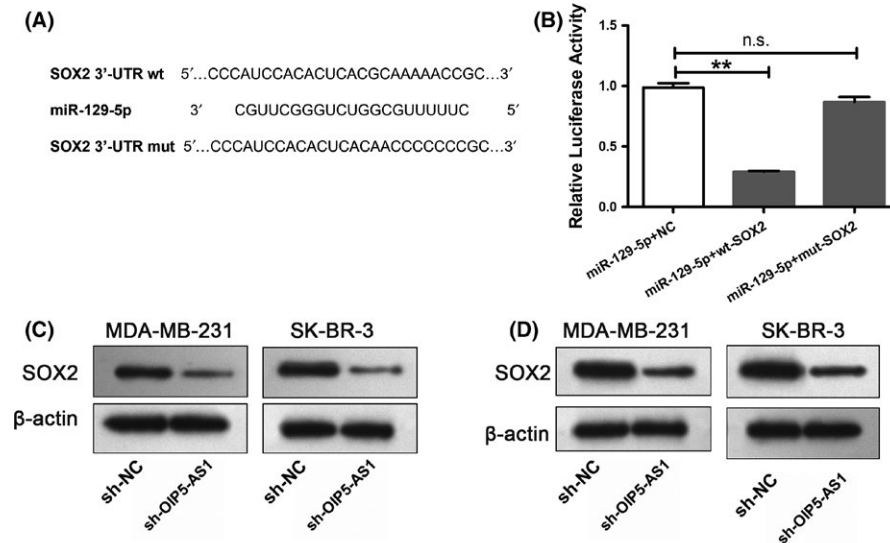 (A)
SOX2 3′-UTR wt 5′...CCCAUCCACACUCACGCAAAAACCGC...3′
miR-129-5p 3′ CGUUCGGGUCUGGCGUUUUUC 5′
SOX2 3′-UTR mut 5′...CCCAUCCACACUCACAACCCCCCCGC...3′
(B)
Relative Luciferase Activity
1.5
1.0
0.5
0.0
n.s.
**
miR-129-5p+NC
miR-129-5p+wt-SOX2
miR-129-5p+mut-SOX2
(C)
MDA-MB-231 SK-BR-3
SOX2
β-actin
sh-NC sh-OIP5-AS1 sh-NC sh-OIP5-AS1
(D)
MDA-MB-231 SK-BR-3
SOX2
β-actin
sh-NC sh-OIP5-AS1 sh-NC sh-OIP5-AS1